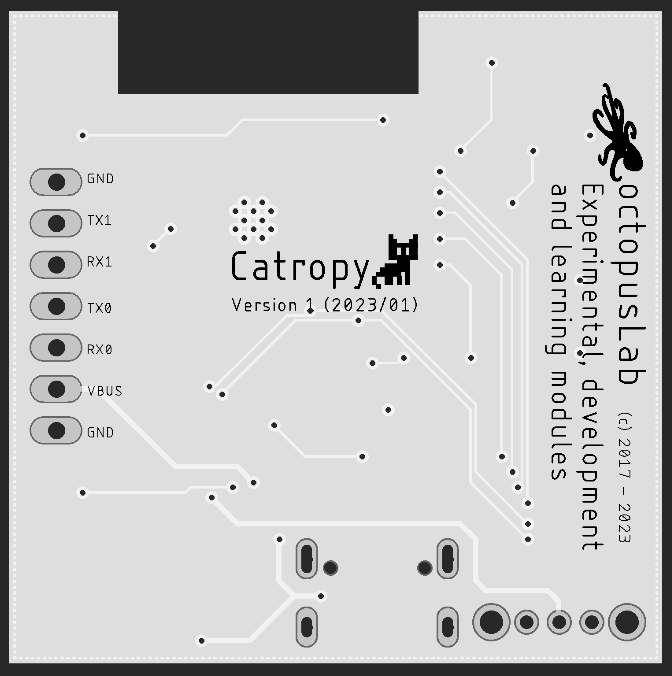 GND
TX1
RX1
TX0
RX0
VBUS
GND
Catropy
Version 1 (2023/01)
octopusLab
(c) 2017 - 2023
Experimental, development
and learning modules